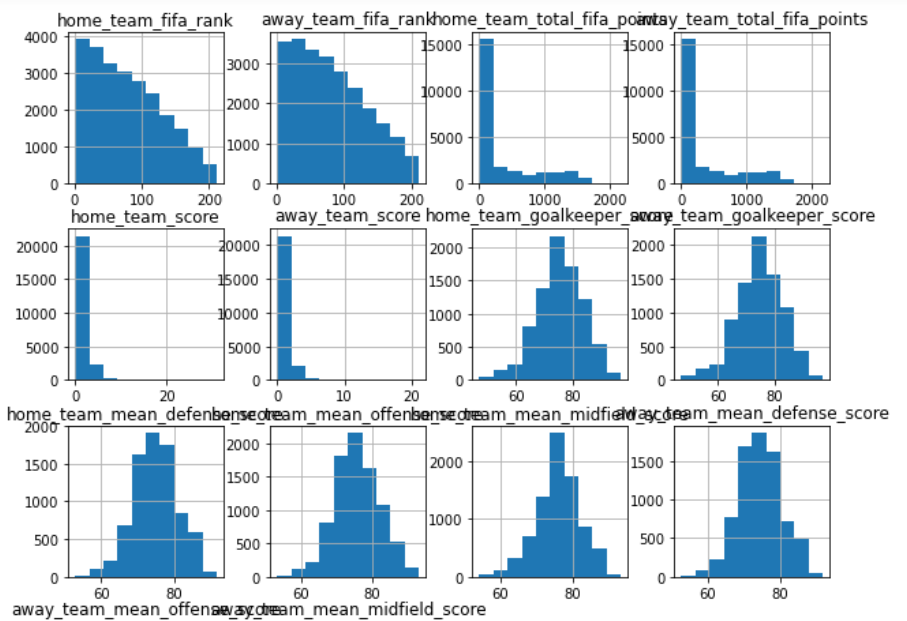 home_team_fifa_rank away_team_fifa_rank home_team_total_fifa_points away_team_total_fifa_points
4000 3000 2000 1000 0
0 100 200
3000 2000 1000 0
0 100 200
15000 10000 5000 0
0 1000 2000
15000 10000 5000 0
0 1000 2000
home_team_score away_team_score home_team_goalkeeper_score away_team_goalkeeper_score
20000 15000 10000 5000 0
0 20
20000 15000 10000 5000 0
0 10 20
2000 1500 1000 500 0
60 80
2000 1500 1000 500 0
60 80
home_team_mean_defense_score home_team_mean_offense_score home_team_mean_midfield_score away_team_mean_defense_score
2000 1500 1000 500 0
60 80
2000 1500 1000 500 0
60 80
2000 1000 0
60 80
1500 1000 500 0
60 80
away_team_mean_offense_score away_team_mean_midfield_score